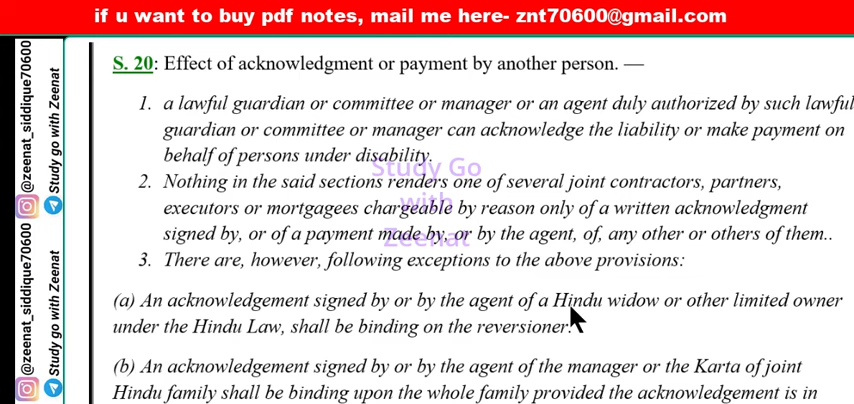 if u want to buy pdf notes, mail me here- znt70600@gmail.com
S. 20: Effect of acknowledgment or payment by another person. —
1. a lawful guardian or committee or manager or an agent duly authorized by such lawful
guardian or committee or manager can acknowledge the liability or make payment on
behalf of persons under disability.
2. Nothing in the said sections renders one of several joint contractors, partners,
executors or mortgagees chargeable by reason only of a written acknowledgment
signed by, or of a payment made by, or by the agent, of, any other or others of them..
3. There are, however, following exceptions to the above provisions:
(a) An acknowledgement signed by or by the agent of a Hindu widow or other limited owner
under the Hindu Law, shall be binding on the reversioner.
(b) An acknowledgement signed by or by the agent of the manager or the Karta of joint
Hindu family shall be binding upon the whole family provided the acknowledgement is in
Study Go
with
Zeenat
@zeenat_siddique70600
Study go with Zeenat
@zeenat_siddique70600
Study go with Zeenat